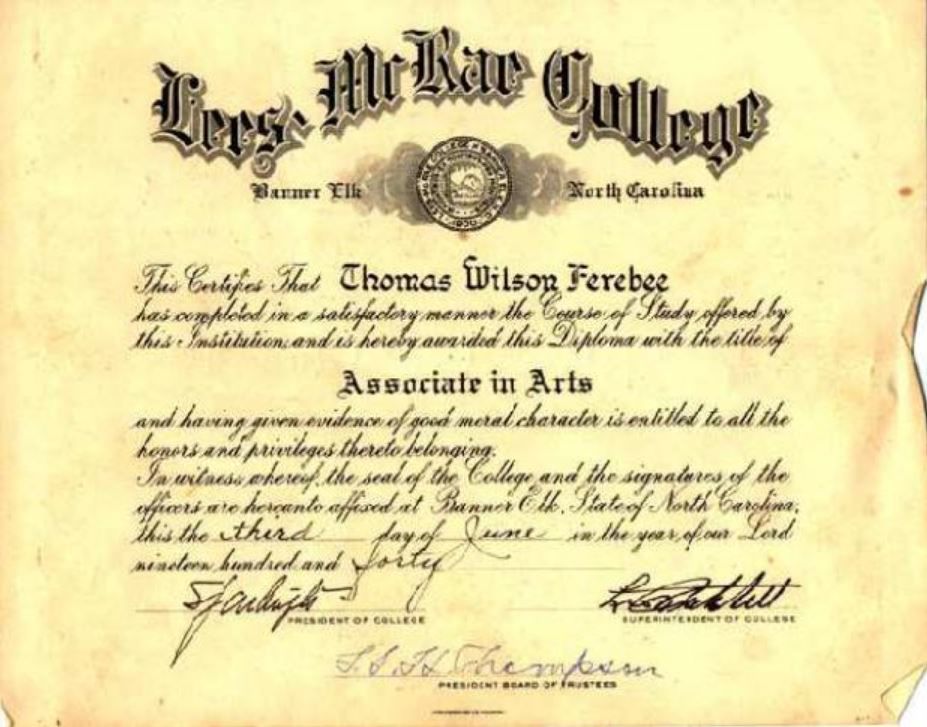 Lees-McRae College
Banner Elk North Carolina
This Certifies That Thomas Wilson Ferebee
has completed in a satisfactory manner the Course of Study offered by
this Institution and is hereby awarded this Diploma with the title of
Associate in Arts
and having given evidence of good moral character is entitled to all the
honors and privileges thereto belonging.
In witness whereof, the seal of the College and the signatures of the
officers are hereunto affixed at Banner Elk, State of North Carolina,
this the third day of June in the year of our Lord
nineteen hundred and forty
PRESIDENT OF COLLEGE
SUPERINTENDENT OF COLLEGE
Thompson
PRESIDENT BOARD OF TRUSTEES